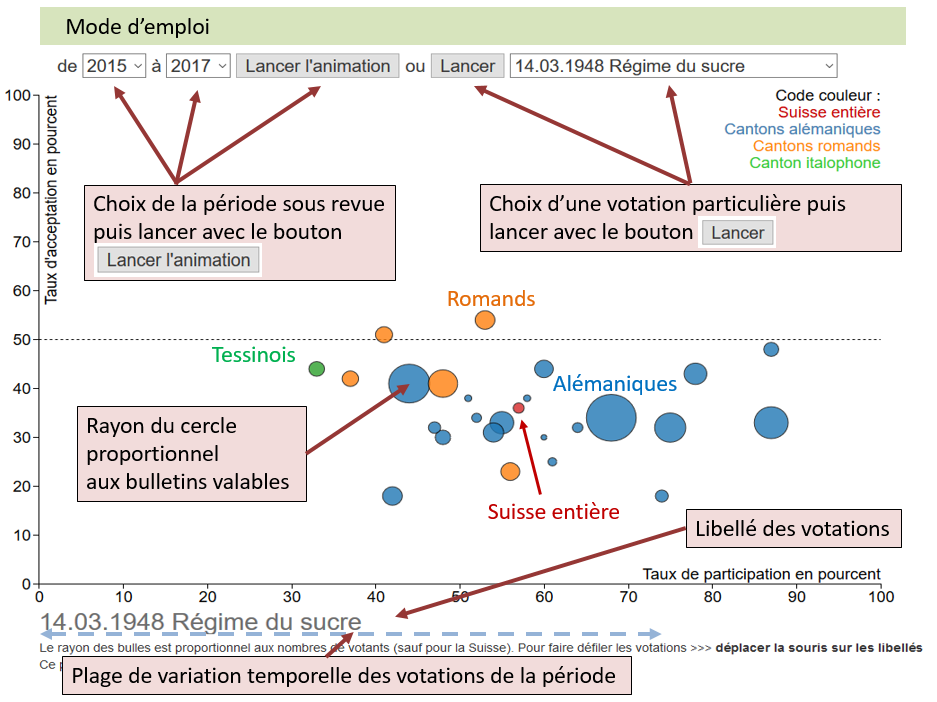 Mode d’emploi
de 2015 à 2017 Lancer l'animation ou Lancer 14.03.1948 Régime du sucre
Code couleur :
Suisse entière
Cantons alémaniques
Cantons romands
Canton italophone
Taux d'acceptation en pourcent
100
90
80
70
60
50
40
30
20
10
0
Choix de la période sous revue
puis lancer avec le bouton
Lancer l'animation
Choix d’une votation particulière puis
lancer avec le bouton Lancer
Romands
Tessinois
Alémaniques
Rayon du cercle
proportionnel
aux bulletins valables
Suisse entière
Libellé des votations
Taux de participation en pourcent
0 10 20 30 40 50 60 70 80 90 100
14.03.1948 Régime du sucre
Le rayon des bulles est proportionnel aux nombres de votants (sauf pour la Suisse). Pour faire défiler les votations >>> déplacer la souris sur les libellés
Ce
Plage de variation temporelle des votations de la période